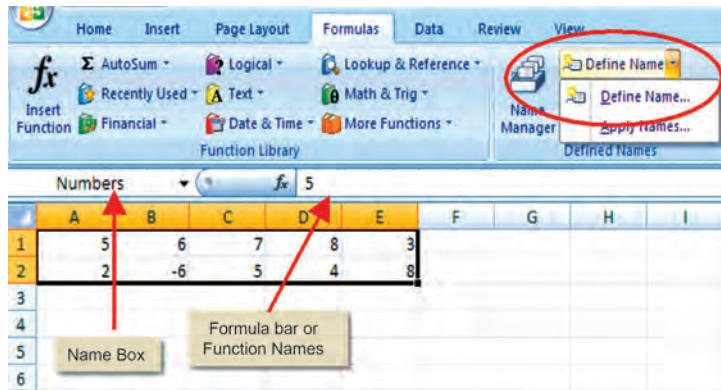 Home Insert Page Layout Formulas Data Review View
fx Insert Function
Σ AutoSum
Recently Used
Financial
Logical
Text
Date & Time
Lookup & Reference
Math & Trig
More Functions
Function Library
Name Manager
Define Name
Define Name...
Apply Names...
Defined Names
Numbers fx 5
A B C D E F G H I
1 5 6 7 8 3
2 2 -6 5 4 8
3
4
5
6
Name Box
Formula bar or
Function Names